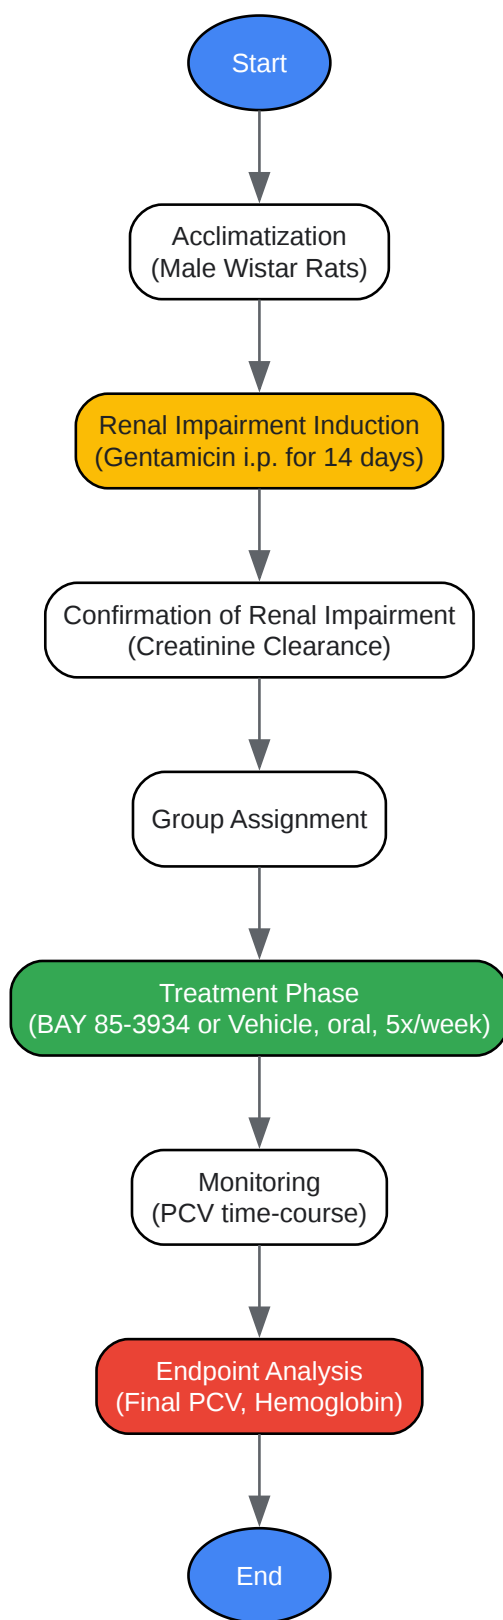 Start
Acclimatization
(Male Wistar Rats)
Renal Impairment Induction
(Gentamicin i.p. for 14 days)
Confirmation of Renal Impairment
(Creatinine Clearance)
Group Assignment
Treatment Phase
(BAY 85-3934 or Vehicle, oral, 5x/week)
Monitoring
(PCV time-course)
Endpoint Analysis
(Final PCV, Hemoglobin)
End